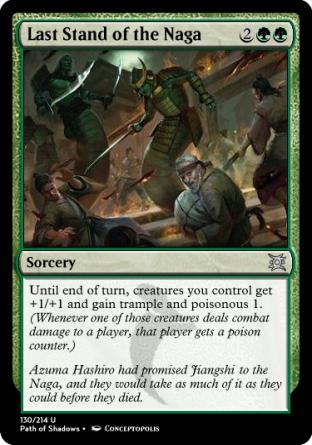 Last Stand of the Naga 2
Sorcery
Until end of turn, creatures you control get
+1/+1 and gain trample and poisonous 1.
(Whenever one of those creatures deals combat
damage to a player, that player gets a poison
counter.)
Azuma Hashiro had promised Jiangshi to the
Naga, and they would take as much of it as they
could before they died.
130/214 U
Path of Shadows • Conceptopolis